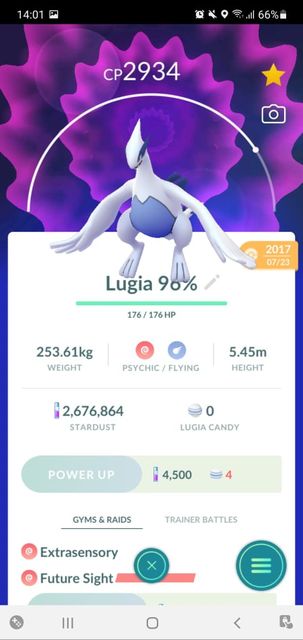 14:01 66%
CP2934
2017
07/23
Lugia 96%
176 / 176 HP
253.61kg 5.45m
WEIGHT PSYCHIC / FLYING HEIGHT
2,676,864 0
STARDUST LUGIA CANDY
POWER UP 4,500 4
GYMS & RAIDS TRAINER BATTLES
Extrasensory
Future Sight